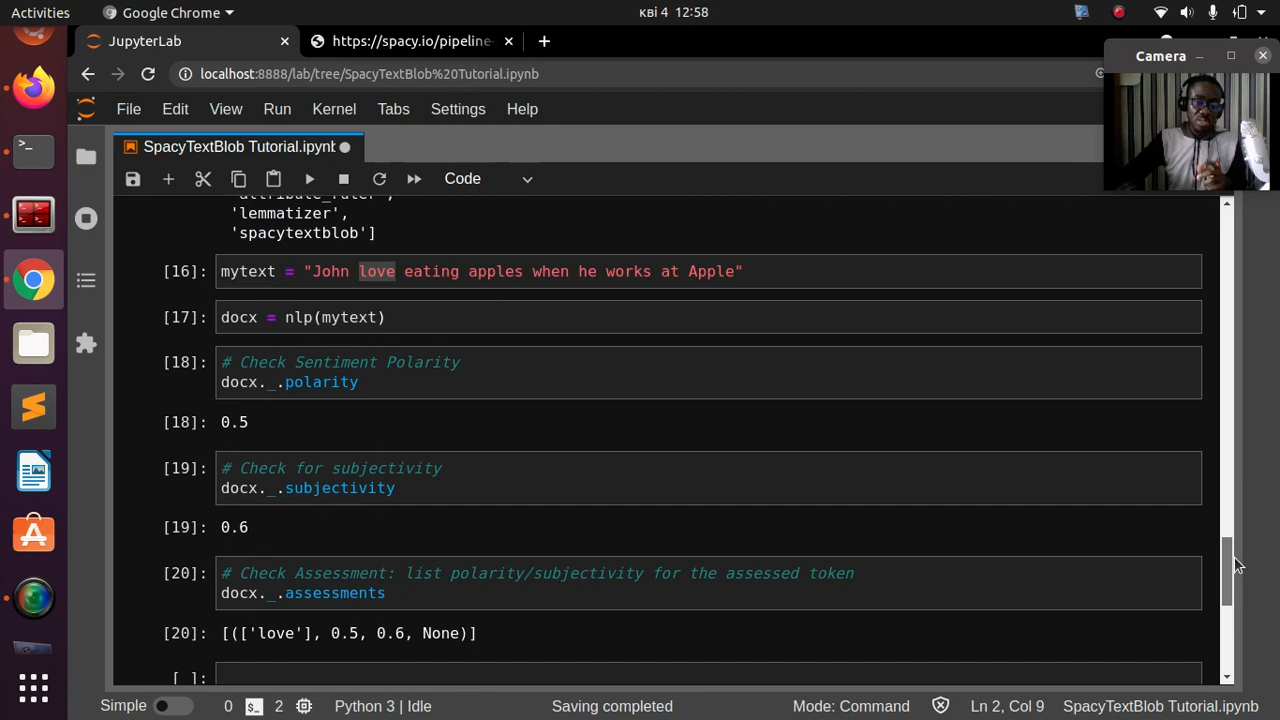 Activities
Google Chrome
кві 4 12:58
JupyterLab
https://spacy.io/pipeline-
localhost:8888/lab/tree/SpacyTextBlob%20Tutorial.ipynb
Camera
File Edit View Run Kernel Tabs Settings Help
SpacyTextBlob Tutorial.ipynb
Code
'attribute_ruler',
'lemmatizer',
'spacytextblob']
[16]: mytext = "John love eating apples when he works at Apple"
[17]: docx = nlp(mytext)
[18]: # Check Sentiment Polarity
docx._.polarity
[18]: 0.5
[19]: # Check for subjectivity
docx._.subjectivity
[19]: 0.6
[20]: # Check Assessment: list polarity/subjectivity for the assessed token
docx._.assessments
[20]: [(['love'], 0.5, 0.6, None)]
[ ]:
Simple 0 2 Python 3 | Idle Saving completed Mode: Command Ln 2, Col 9 SpacyTextBlob Tutorial.ipynb